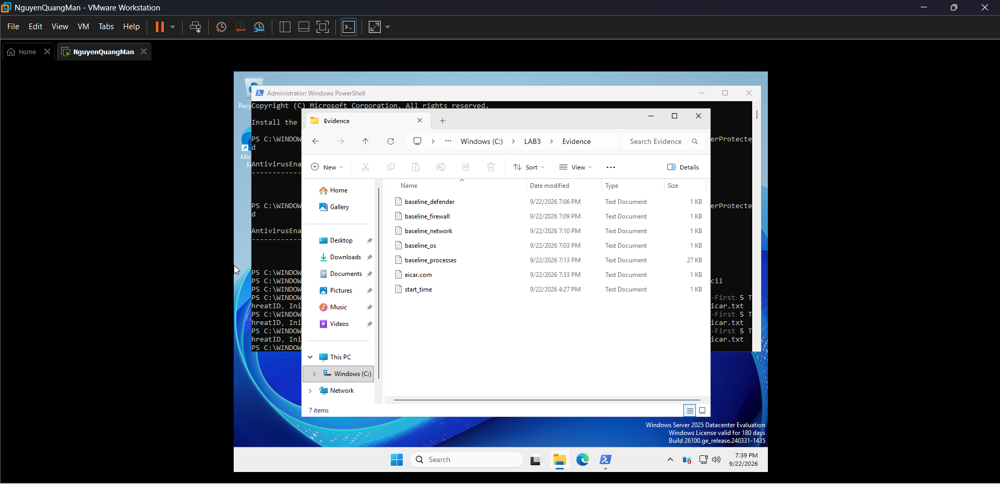 NguyenQuangMan - VMware Workstation
File Edit View VM Tabs Help
Home NguyenQuangMan
Administrator: Windows PowerShell
Copyright (C) Microsoft Corporation. All rights reserved.
Install the
PS C:\WINDOW erProtecte
d
AntivirusEna
------------
PS C:\WINDOW erProtecte
d
AntivirusEna
------------
PS C:\WINDOW
PS C:\WINDOW cii
PS C:\WINDOW
PS C:\WINDOW -First 5 T
hreatID, Ini icar.txt
PS C:\WINDOW -First 5 T
hreatID, Ini icar.txt
PS C:\WINDOW -First 5 T
hreatID, Ini icar.txt
PS C:\WINDOW
Recy
Mic
E
Evidence
Windows (C:) LAB3 Evidence
Search Evidence
New Sort View Details
Home
Gallery
Desktop
Downloads
Documents
Pictures
Music
Videos
This PC
Windows (C:)
Network
Name Date modified Type Size
baseline_defender 9/22/2026 7:06 PM Text Document 1 KB
baseline_firewall 9/22/2026 7:09 PM Text Document 1 KB
baseline_network 9/22/2026 7:10 PM Text Document 1 KB
baseline_os 9/22/2026 7:03 PM Text Document 1 KB
baseline_processes 9/22/2026 7:13 PM Text Document 27 KB
eicar.com 9/22/2026 7:33 PM Text Document 1 KB
start_time 9/22/2026 4:27 PM Text Document 1 KB
7 items
Windows Server 2025 Datacenter Evaluation
Windows License valid for 180 days
Build 26100.ge_release.240331-1435
Search
7:39 PM
9/22/2026